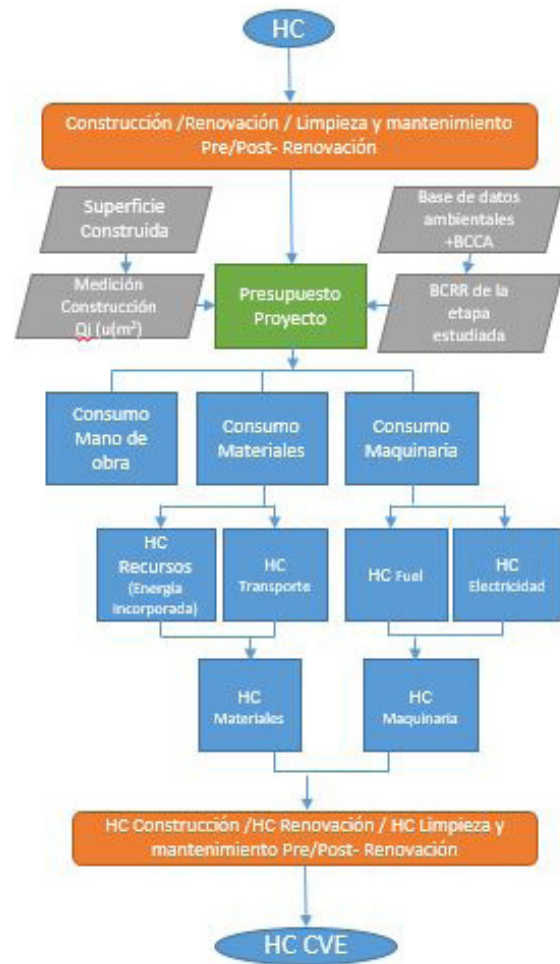 HC
Construcción /Renovación / Limpieza y mantenimiento
Pre/Post- Renovación
Superficie
Construida
Base de datos
ambientales
+BCCA
Medición
Construcción
Qi (u(m²)
Presupuesto
Proyecto
BCRR de la
etapa
estudiada
Consumo
Mano de
obra
Consumo
Materiales
Consumo
Maquinaria
HC
Recursos
(Energía
incorporada)
HC
Transporte
HC Fuel
HC
Electricidad
HC
Materiales
HC
Maquinaria
HC Construcción /HC Renovación / HC Limpieza y
mantenimiento Pre/Post- Renovación
HC CVE